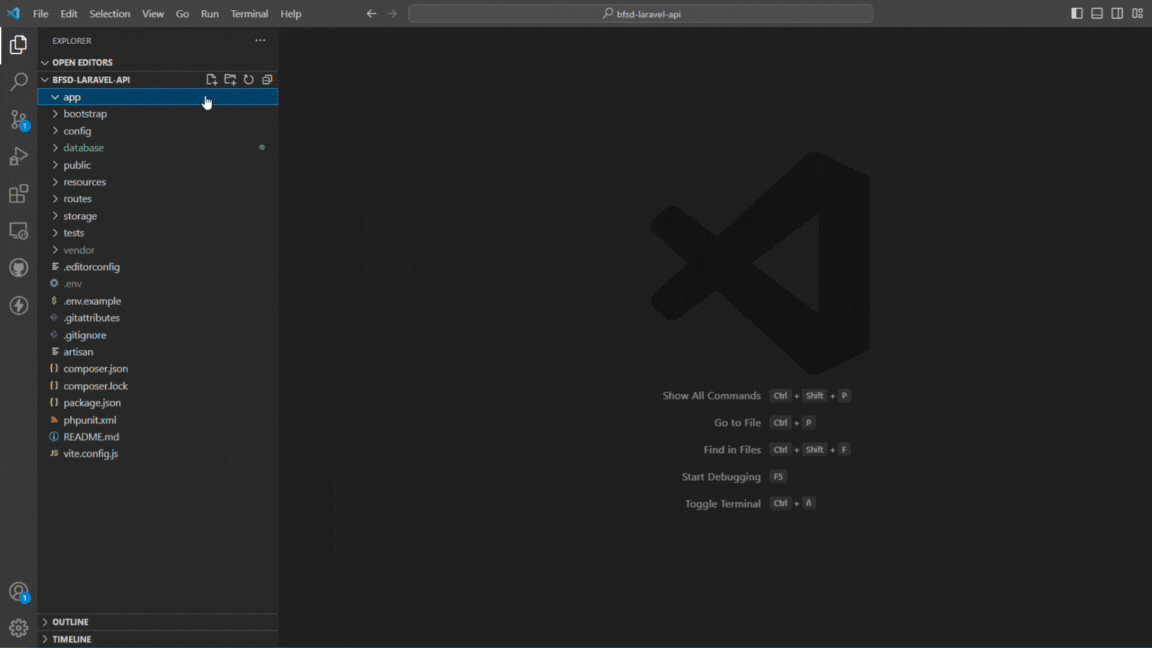 File Edit Selection View Go Run Terminal Help
bfsd-laravel-api
EXPLORER
OPEN EDITORS
BFSD-LARAVEL-API
app
bootstrap
config
database
public
resources
routes
storage
tests
vendor
.editorconfig
.env
$ .env.example
.gitattributes
.gitignore
artisan
{} composer.json
{} composer.lock
{} package.json
phpunit.xml
README.md
JS vite.config.js
Show All Commands Ctrl + Shift + P
Go to File Ctrl + P
Find in Files Ctrl + Shift + F
Start Debugging F5
Toggle Terminal Ctrl + ñ
1
1
OUTLINE
TIMELINE